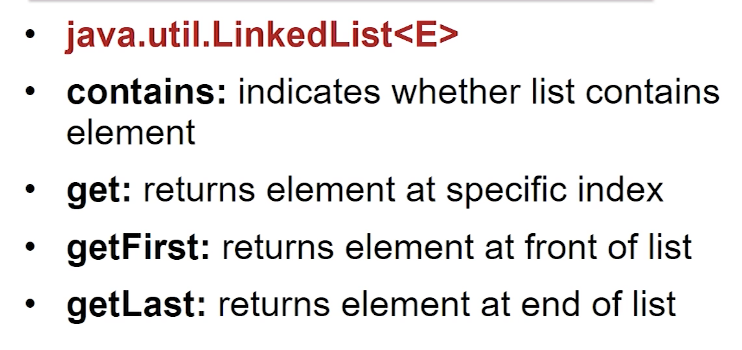 • java.util.LinkedList<E>
• contains: indicates whether list contains
element
• get: returns element at specific index
• getFirst: returns element at front of list
• getLast: returns element at end of list